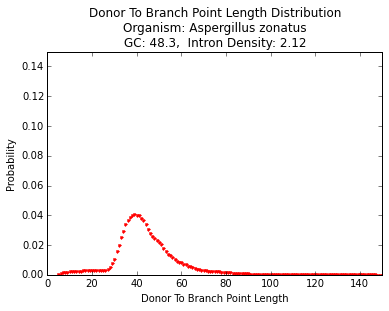 Donor To Branch Point Length Distribution
Organism: Aspergillus zonatus
GC: 48.3,  Intron Density: 2.12
0.14
0.12
0.10
0.08
0.06
0.04
0.02
0.00
Probability
0 20 40 60 80 100 120 140
Donor To Branch Point Length